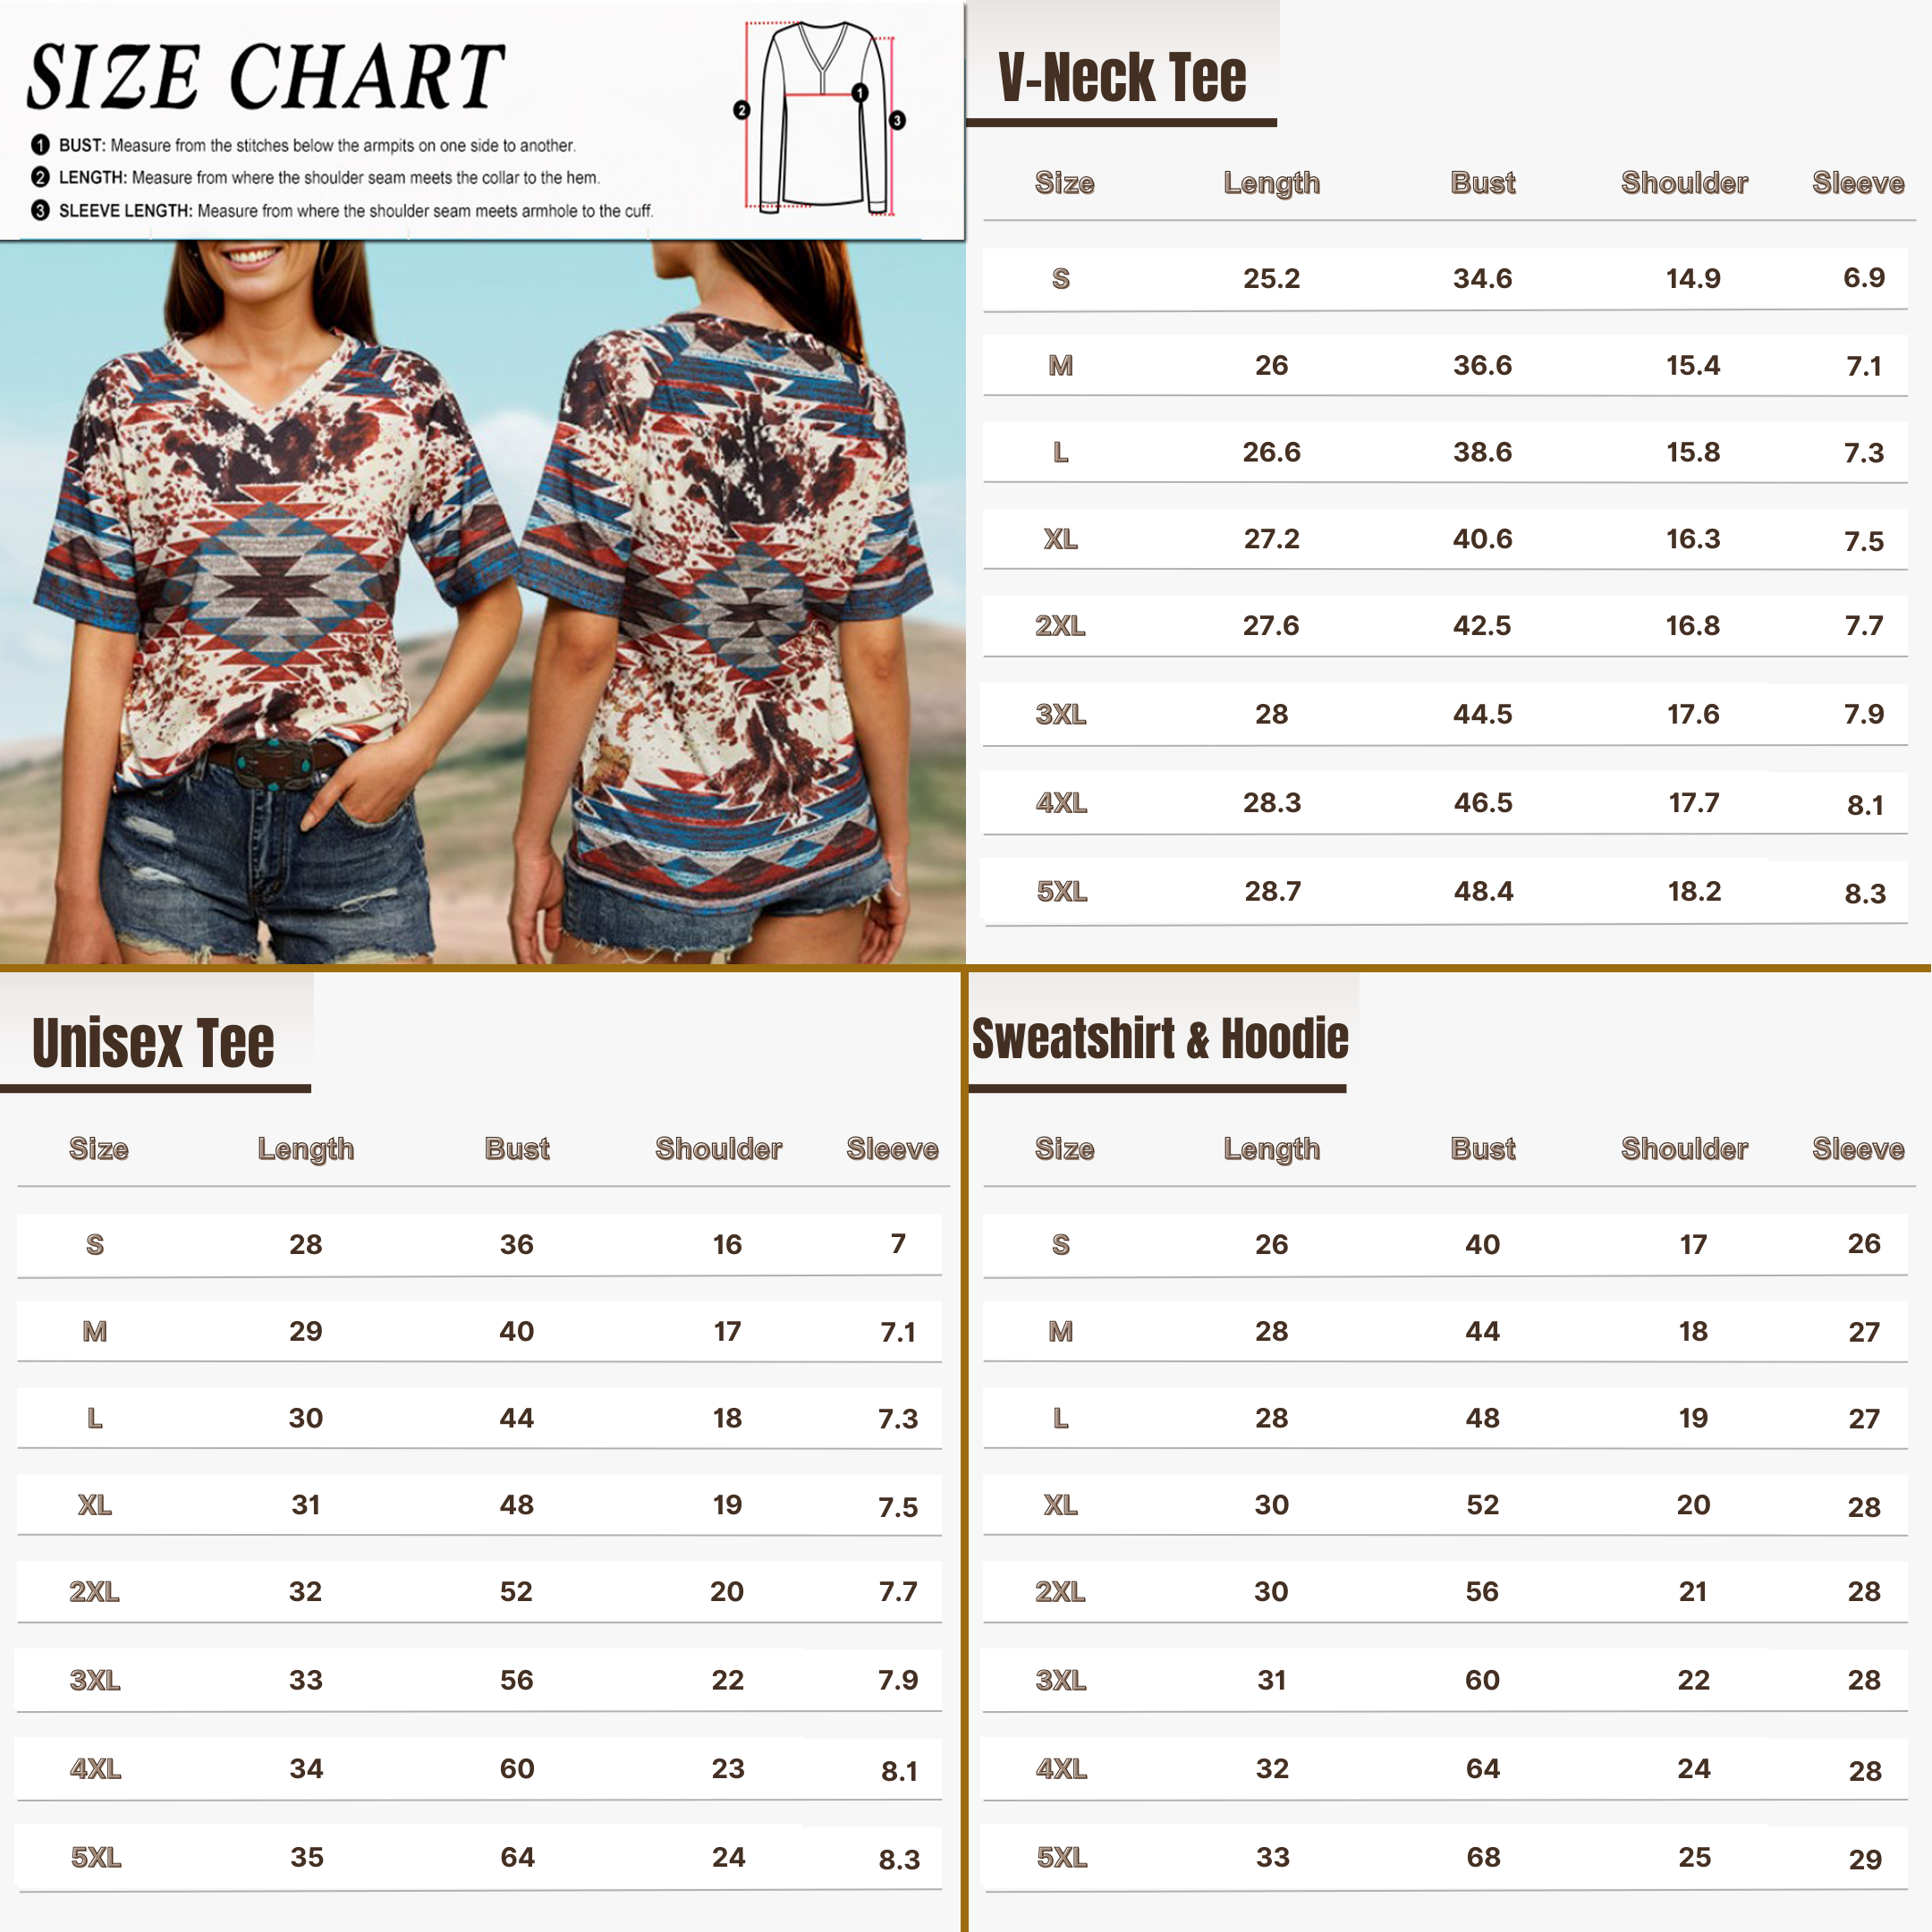 SIZE CHART
1 BUST: Measure from the stitches below the armpits on one side to another.
2 LENGTH: Measure from where the shoulder seam meets the collar to the hem.
3 SLEEVE LENGTH: Measure from where the shoulder seam meets armhole to the cuff.
1
2
3
V-Neck Tee
Size Length Bust Shoulder Sleeve
S 25.2 34.6 14.9 6.9
M 26 36.6 15.4 7.1
L 26.6 38.6 15.8 7.3
XL 27.2 40.6 16.3 7.5
2XL 27.6 42.5 16.8 7.7
3XL 28 44.5 17.6 7.9
4XL 28.3 46.5 17.7 8.1
5XL 28.7 48.4 18.2 8.3
Unisex Tee
Size Length Bust Shoulder Sleeve
S 28 36 16 7
M 29 40 17 7.1
L 30 44 18 7.3
XL 31 48 19 7.5
2XL 32 52 20 7.7
3XL 33 56 22 7.9
4XL 34 60 23 8.1
5XL 35 64 24 8.3
Sweatshirt & Hoodie
Size Length Bust Shoulder Sleeve
S 26 40 17 26
M 28 44 18 27
L 28 48 19 27
XL 30 52 20 28
2XL 30 56 21 28
3XL 31 60 22 28
4XL 32 64 24 28
5XL 33 68 25 29